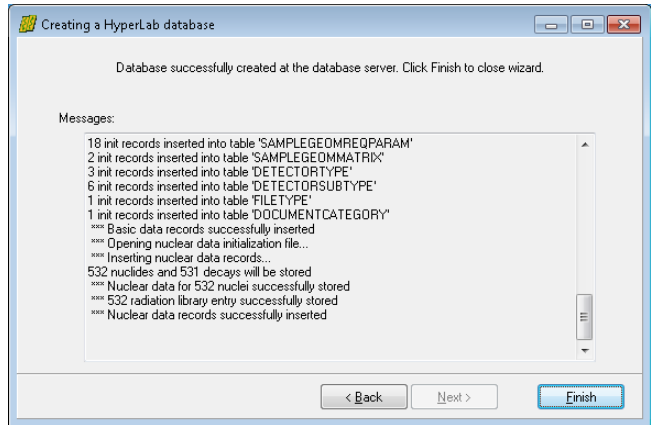 Creating a HyperLab database
Database successfully created at the database server. Click Finish to close wizard.
Messages:
18 init records inserted into table 'SAMPLEGEOMREQPARAM'
2 init records inserted into table 'SAMPLEGEOMMATRIX'
3 init records inserted into table 'DETECTORTYPE'
6 init records inserted into table 'DETECTORSUBTYPE'
1 init records inserted into table 'FILETYPE'
1 init records inserted into table 'DOCUMENTCATEGORY'
*** Basic data records successfully inserted
*** Opening nuclear data initialization file...
*** Inserting nuclear data records...
532 nuclides and 531 decays will be stored
*** Nuclear data for 532 nuclei successfully stored
*** 532 radiation library entry successfully stored
*** Nuclear data records successfully inserted
< Back Next > Finish